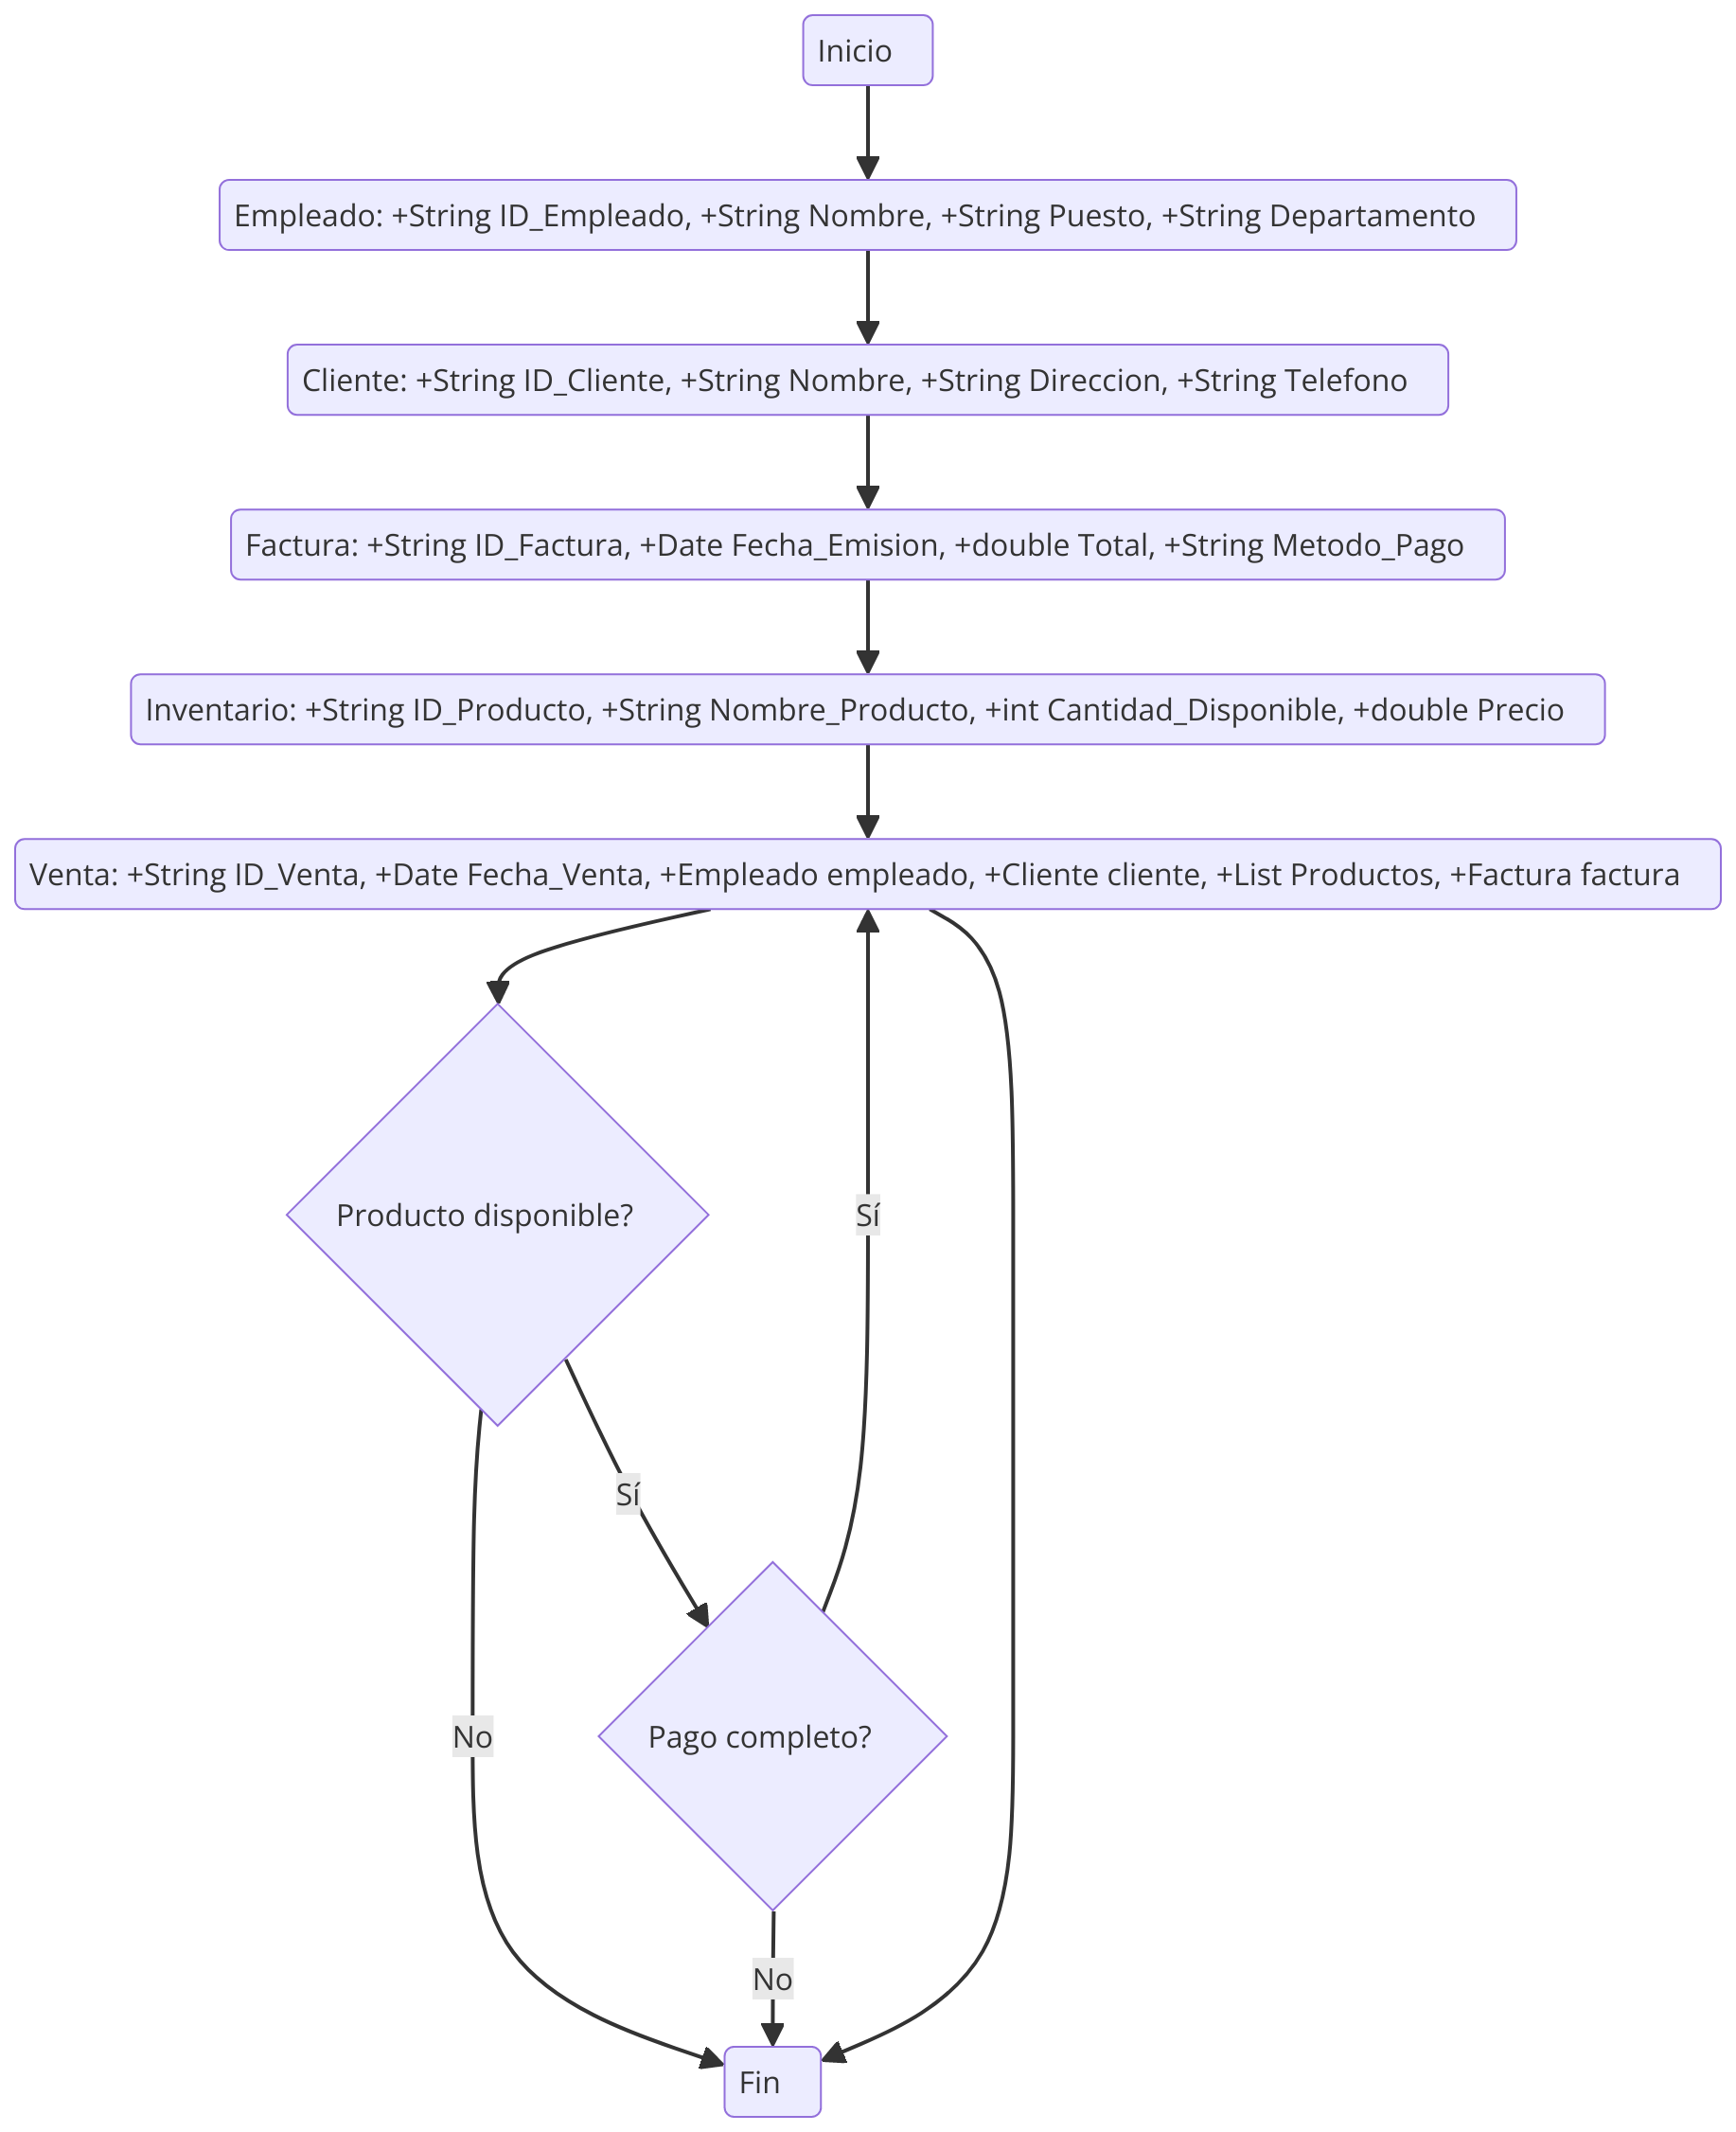 Inicio
Empleado: +String ID_Empleado, +String Nombre, +String Puesto, +String Departamento
Cliente: +String ID_Cliente, +String Nombre, +String Direccion, +String Telefono
Factura: +String ID_Factura, +Date Fecha_Emision, +double Total, +String Metodo_Pago
Inventario: +String ID_Producto, +String Nombre_Producto, +int Cantidad_Disponible, +double Precio
Venta: +String ID_Venta, +Date Fecha_Venta, +Empleado empleado, +Cliente cliente, +List Productos, +Factura factura
Producto disponible?
Sí
Sí
No
Pago completo?
No
Fin